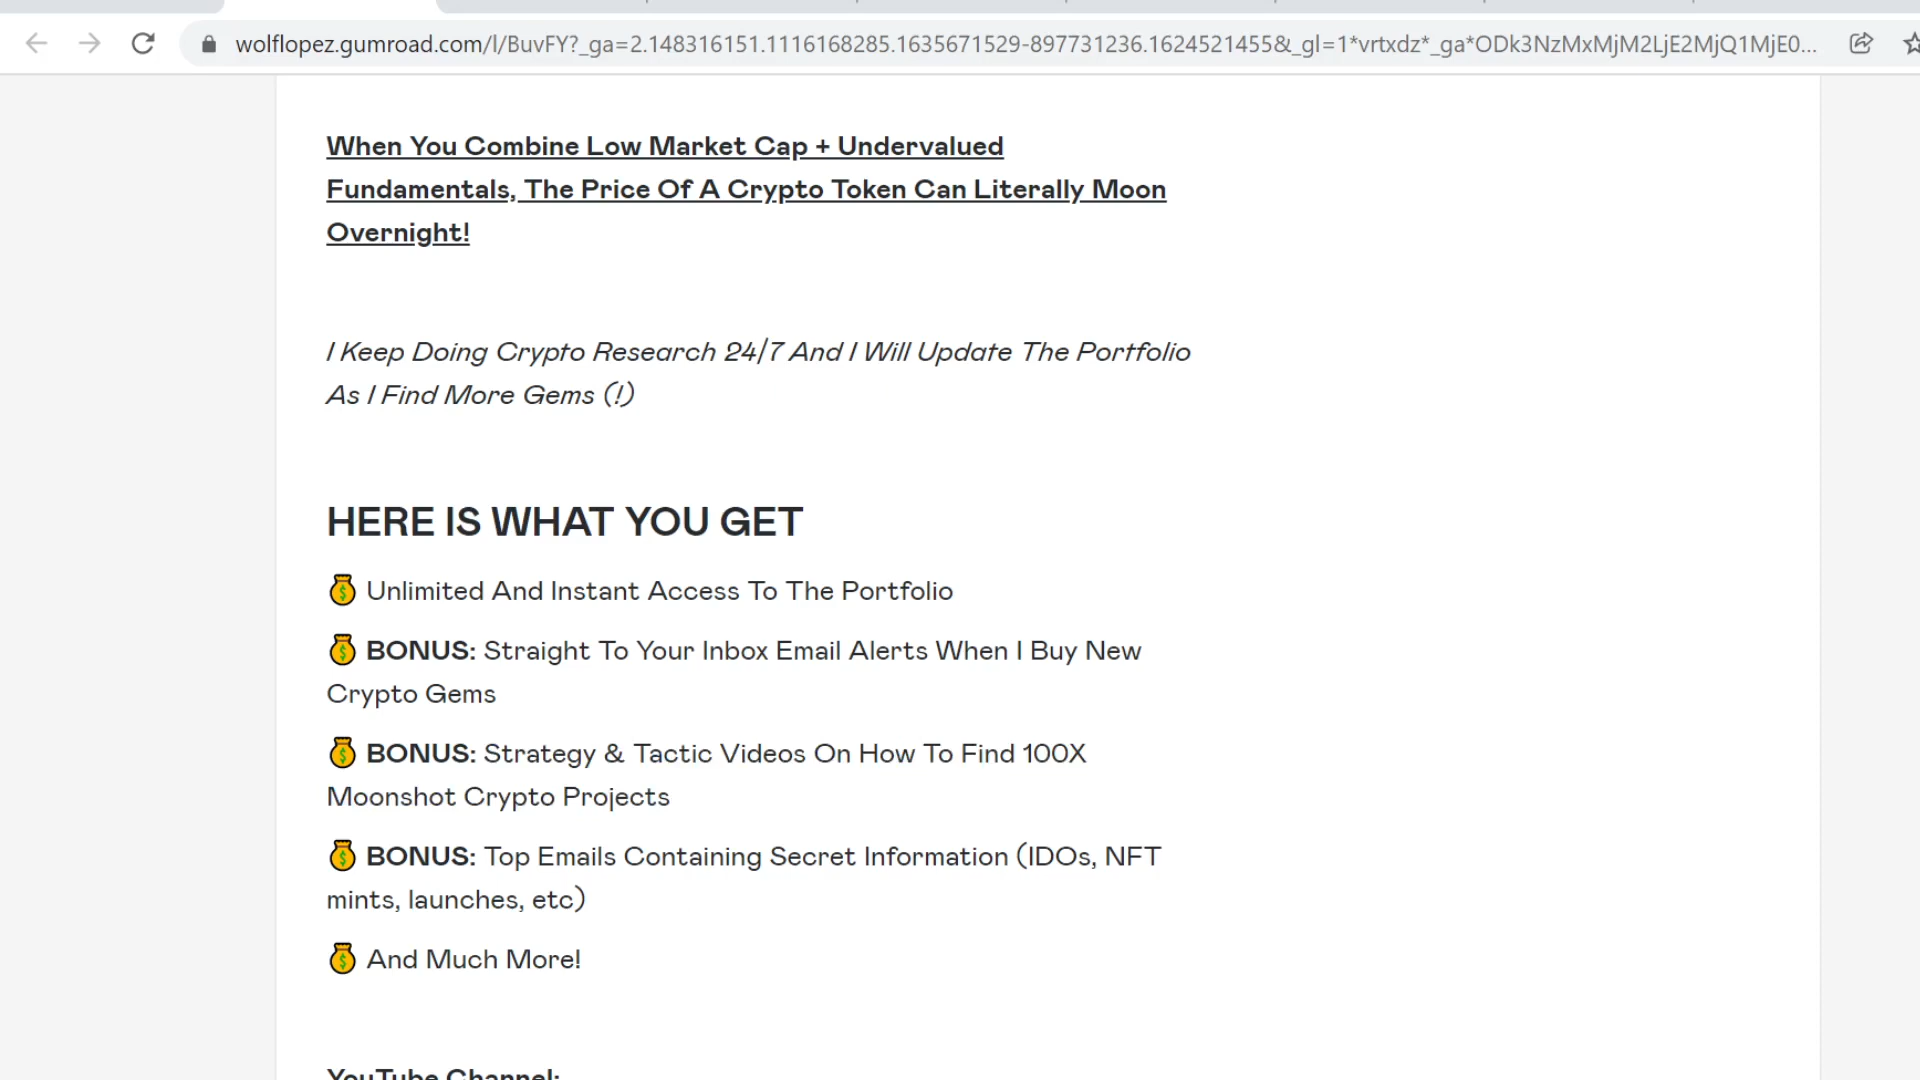 wolflopez.gumroad.com/l/BuvFY?_ga=2.148316151.1116168285.1635671529-897731236.1624521455&_gl=1*vrtxdz*_ga*ODk3NzMxMjM2LjE2MjQ1MjE0...
When You Combine Low Market Cap + Undervalued
Fundamentals, The Price Of A Crypto Token Can Literally Moon
Overnight!
I Keep Doing Crypto Research 24/7 And I Will Update The Portfolio
As I Find More Gems (!)
HERE IS WHAT YOU GET
💰 Unlimited And Instant Access To The Portfolio
💰 BONUS: Straight To Your Inbox Email Alerts When I Buy New
Crypto Gems
💰 BONUS: Strategy & Tactic Videos On How To Find 100X
Moonshot Crypto Projects
💰 BONUS: Top Emails Containing Secret Information (IDOs, NFT
mints, launches, etc)
💰 And Much More!
YouTube Channel: